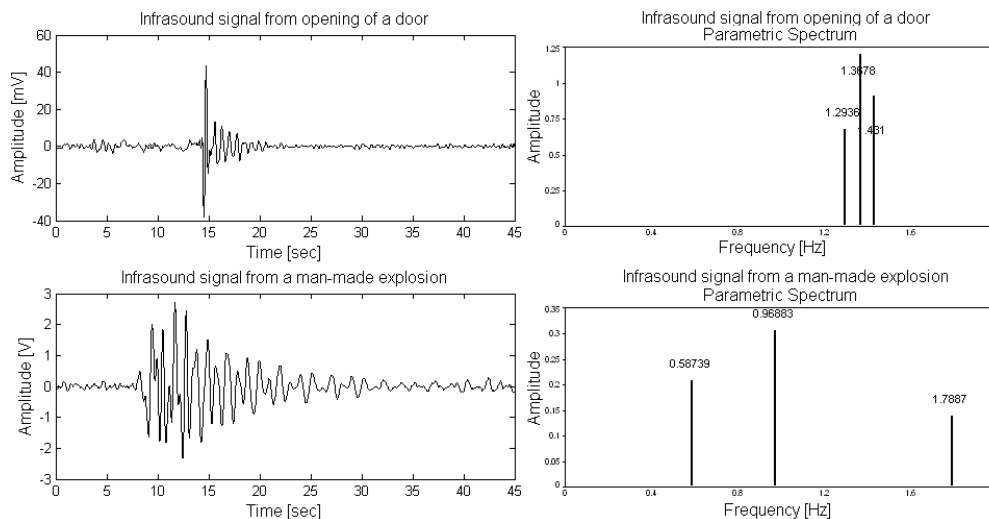 Infrasound signal from opening of a door
60
40
20
0
-20
-40
Amplitude [mV]
0 5 10 15 20 25 30 35 40 45
Time [sec]
Infrasound signal from opening of a door
Parametric Spectrum
1.25
1
0.75
0.5
0.25
0
Amplitude
1.3678
1.2936
1.431
0.4 0.8 1.2 1.6
Frequency [Hz]
Infrasound signal from a man-made explosion
3
2
1
0
-1
-2
-3
Amplitude [V]
0 5 10 15 20 25 30 35 40 45
Time [sec]
Infrasound signal from a man-made explosion
Parametric Spectrum
0.35
0.3
0.25
0.2
0.15
0.1
0.05
0
Amplitude
0.96883
0.58739
1.7887
0.4 0.8 1.2 1.6
Frequency [Hz]